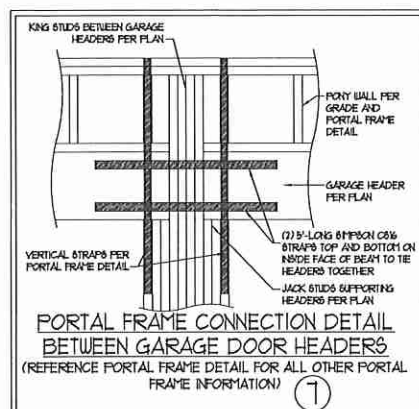 KING STUDS BETWEEN GARAGE
HEADERS PER PLAN
PONY WALL PER
GRADE AND
PORTAL FRAME
DETAIL
GARAGE HEADER
PER PLAN
(2) 3'-LONG SIMPSON CS16
STRAPS TOP AND BOTTOM ON
INSIDE FACE OF BEAM TO TIE
HEADERS TOGETHER
VERTICAL STRAPS PER
PORTAL FRAME DETAIL
JACK STUDS SUPPORTING
HEADERS PER PLAN
PORTAL FRAME CONNECTION DETAIL
BETWEEN GARAGE DOOR HEADERS
(REFERENCE PORTAL FRAME DETAIL FOR ALL OTHER PORTAL
FRAME INFORMATION)
7